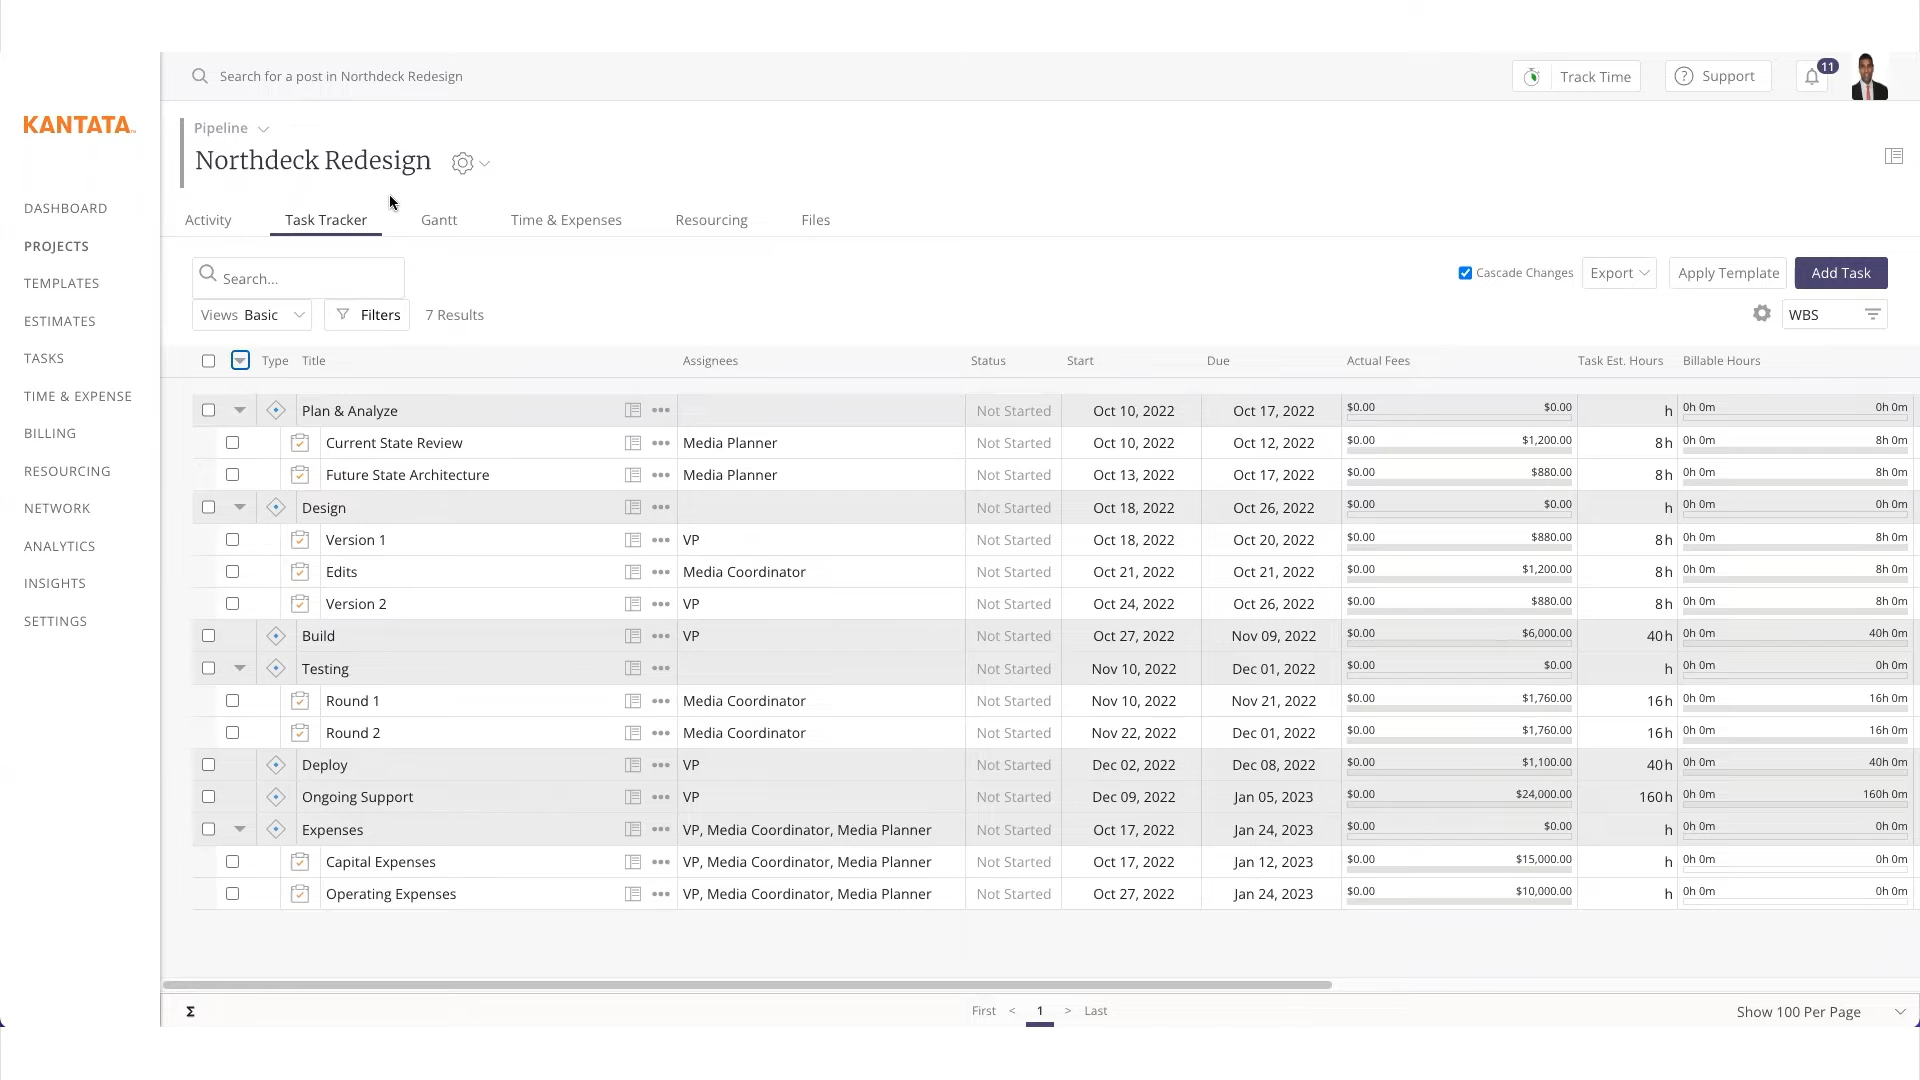 Search for a post in Northdeck Redesign
Track Time
Support
11
KANTATA
Pipeline
Northdeck Redesign
DASHBOARD
PROJECTS
TEMPLATES
ESTIMATES
TASKS
TIME & EXPENSE
BILLING
RESOURCING
NETWORK
ANALYTICS
INSIGHTS
SETTINGS
Activity Task Tracker Gantt Time & Expenses Resourcing Files
Search...
Cascade Changes Export Apply Template Add Task
Views Basic Filters 7 Results WBS
Type Title Assignees Status Start Due Actual Fees Task Est. Hours Billable Hours
Plan & Analyze Not Started Oct 10, 2022 Oct 17, 2022 $0.00 $0.00 h 0h 0m 0h 0m
Current State Review Media Planner Not Started Oct 10, 2022 Oct 12, 2022 $0.00 $1,200.00 8h 0h 0m 8h 0m
Future State Architecture Media Planner Not Started Oct 13, 2022 Oct 17, 2022 $0.00 $880.00 8h 0h 0m 8h 0m
Design Not Started Oct 18, 2022 Oct 26, 2022 $0.00 $0.00 h 0h 0m 0h 0m
Version 1 VP Not Started Oct 18, 2022 Oct 20, 2022 $0.00 $880.00 8h 0h 0m 8h 0m
Edits Media Coordinator Not Started Oct 21, 2022 Oct 21, 2022 $0.00 $1,200.00 8h 0h 0m 8h 0m
Version 2 VP Not Started Oct 24, 2022 Oct 26, 2022 $0.00 $880.00 8h 0h 0m 8h 0m
Build VP Not Started Oct 27, 2022 Nov 09, 2022 $0.00 $6,000.00 40h 0h 0m 40h 0m
Testing Not Started Nov 10, 2022 Dec 01, 2022 $0.00 $0.00 h 0h 0m 0h 0m
Round 1 Media Coordinator Not Started Nov 10, 2022 Nov 21, 2022 $0.00 $1,760.00 16h 0h 0m 16h 0m
Round 2 Media Coordinator Not Started Nov 22, 2022 Dec 01, 2022 $0.00 $1,760.00 16h 0h 0m 16h 0m
Deploy VP Not Started Dec 02, 2022 Dec 08, 2022 $0.00 $1,100.00 40h 0h 0m 40h 0m
Ongoing Support VP Not Started Dec 09, 2022 Jan 05, 2023 $0.00 $24,000.00 160h 0h 0m 160h 0m
Expenses VP, Media Coordinator, Media Planner Not Started Oct 17, 2022 Jan 24, 2023 $0.00 $0.00 h 0h 0m 0h 0m
Capital Expenses VP, Media Coordinator, Media Planner Not Started Oct 17, 2022 Jan 12, 2023 $0.00 $15,000.00 h 0h 0m 0h 0m
Operating Expenses VP, Media Coordinator, Media Planner Not Started Oct 27, 2022 Jan 24, 2023 $0.00 $10,000.00 h 0h 0m 0h 0m
Σ First < 1 > Last Show 100 Per Page